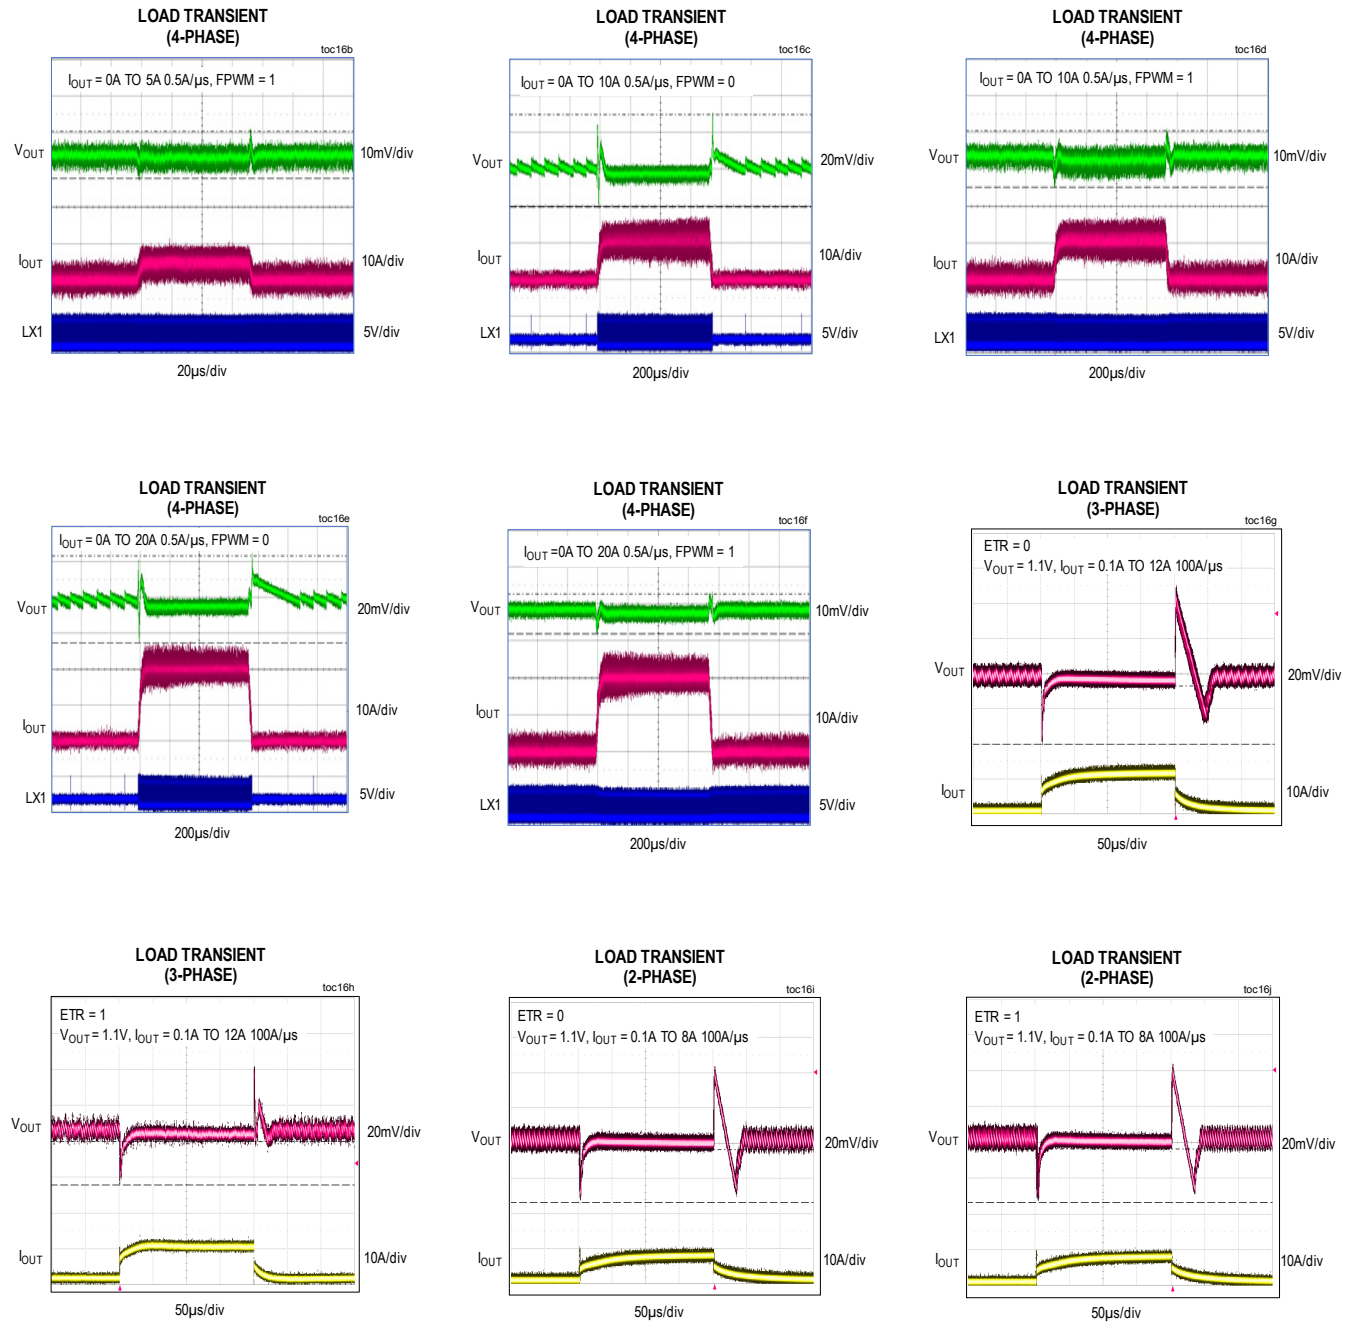 LOAD TRANSIENT
(4-PHASE)
toc16b
IOUT = 0A TO 5A 0.5A/µs, FPWM = 1
VOUT
10mV/div
IOUT
10A/div
LX1
5V/div
20µs/div
LOAD TRANSIENT
(4-PHASE)
toc16c
IOUT = 0A TO 10A 0.5A/µs, FPWM = 0
VOUT
20mV/div
IOUT
10A/div
LX1
5V/div
200µs/div
LOAD TRANSIENT
(4-PHASE)
toc16d
IOUT = 0A TO 10A 0.5A/µs, FPWM = 1
VOUT
10mV/div
IOUT
10A/div
LX1
5V/div
200µs/div
LOAD TRANSIENT
(4-PHASE)
toc16e
IOUT = 0A TO 20A 0.5A/µs, FPWM = 0
VOUT
20mV/div
IOUT
10A/div
LX1
5V/div
200µs/div
LOAD TRANSIENT
(4-PHASE)
toc16f
IOUT =0A TO 20A 0.5A/µs, FPWM = 1
VOUT
10mV/div
IOUT
10A/div
LX1
5V/div
200µs/div
LOAD TRANSIENT
(3-PHASE)
toc16g
ETR = 0
VOUT = 1.1V, IOUT = 0.1A TO 12A 100A/µs
VOUT
20mV/div
IOUT
10A/div
50µs/div
LOAD TRANSIENT
(3-PHASE)
toc16h
ETR = 1
VOUT = 1.1V, IOUT = 0.1A TO 12A 100A/µs
VOUT
20mV/div
IOUT
10A/div
50µs/div
LOAD TRANSIENT
(2-PHASE)
toc16i
ETR = 0
VOUT = 1.1V, IOUT = 0.1A TO 8A 100A/µs
VOUT
20mV/div
IOUT
10A/div
50µs/div
LOAD TRANSIENT
(2-PHASE)
toc16j
ETR = 1
VOUT = 1.1V, IOUT = 0.1A TO 8A 100A/µs
VOUT
20mV/div
IOUT
10A/div
50µs/div